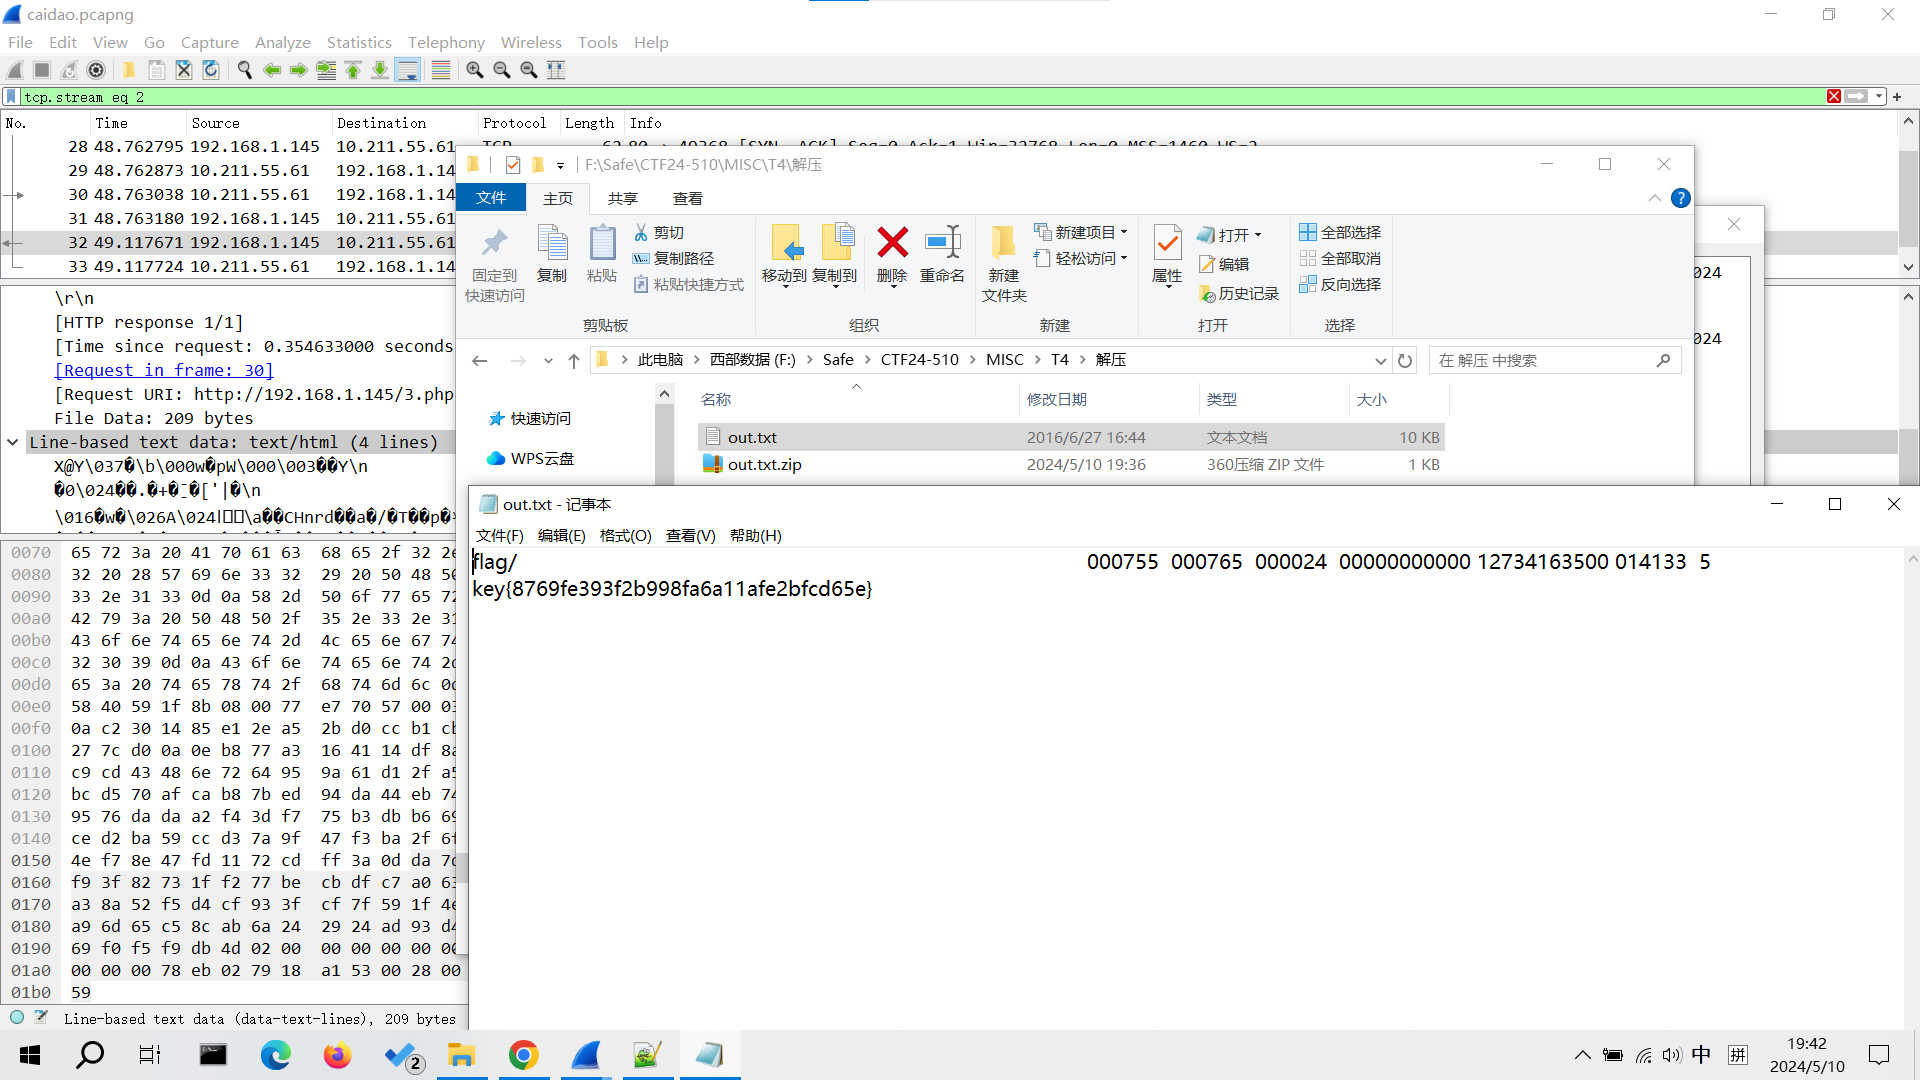 caidao.pcapng
File Edit View Go Capture Analyze Statistics Telephony Wireless Tools Help
tcp.stream eq 2
No. Time Source Destination Protocol Length Info
28 48.762795 192.168.1.145 10.211.55.61
29 48.762873 10.211.55.61 192.168.1.14
30 48.763038 10.211.55.61 192.168.1.14
31 48.763180 192.168.1.145 10.211.55.61
32 49.117671 192.168.1.145 10.211.55.61
33 49.117724 10.211.55.61 192.168.1.14
\r\n
[HTTP response 1/1]
[Time since request: 0.354633000 seconds
[Request in frame: 30]
[Request URI: http://192.168.1.145/3.php
File Data: 209 bytes
Line-based text data: text/html (4 lines)
X@Y\037�\b\000w�pW\000\003��Y\n
0070 65 72 3a 20 41 70 61 63 68 65 2f 32 2e
0080 32 20 28 57 69 6e 33 32 29 20 50 48 50
0090 33 2e 31 33 0d 0a 58 2d 50 6f 77 65 72
00a0 42 79 3a 20 50 48 50 2f 35 2e 33 2e 31
00b0 43 6f 6e 74 65 6e 74 2d 4c 65 6e 67 74
00c0 32 30 39 0d 0a 43 6f 6e 74 65 6e 74 2d
00d0 65 3a 20 74 65 78 74 2f 68 74 6d 6c 0d
00e0 58 40 59 1f 8b 08 00 77 e7 70 57 00 03
00f0 0a c2 30 14 85 e1 2e a5 2b d0 cc b1 cb
0100 27 7c d0 0a 0e b8 77 a3 16 41 14 df 8a
0110 c9 cd 43 48 6e 72 64 95 9a 61 d1 2f a5
0120 bc d5 70 af ca b8 7b ed 94 da 44 eb 74
0130 95 76 da da a2 f4 3d f7 75 b3 db b6 69
0140 ce d2 ba 59 cc d3 7a 9f 47 f3 ba 2f 6f
0150 4e f7 8e 47 fd 11 72 cd ff 3a 0d da 7d
0160 f9 3f 82 73 1f f2 77 be cb df c7 a0 63
0170 a3 8a 52 f5 d4 cf 93 3f cf 7f 59 1f 4e
0180 a9 6d 65 c5 8c ab 6a 24 29 24 ad 93 d4
0190 69 f0 f5 f9 db 4d 02 00 00 00 00 00 00
01a0 00 00 00 78 eb 02 79 18 a1 53 00 28 00
01b0 59
Line-based text data (data-text-lines), 209 bytes
F:\Safe\CTF24-510\MISC\T4\解压
文件 主页 共享 查看
固定到快速访问
复制
粘贴
剪切
复制路径
粘贴快捷方式
剪贴板
移动到 复制到 删除 重命名
组织
新建文件夹
新建项目
轻松访问
新建
属性
打开
编辑
历史记录
打开
全部选择
全部取消
反向选择
选择
024
024
此电脑 西部数据 (F:) Safe CTF24-510 MISC T4 解压
在 解压 中搜索
快速访问
WPS云盘
名称 修改日期 类型 大小
out.txt 2016/6/27 16:44 文本文档 10 KB
out.txt.zip 2024/5/10 19:36 360压缩 ZIP 文件 1 KB
out.txt - 记事本
文件(F) 编辑(E) 格式(O) 查看(V) 帮助(H)
flag/ 000755 000765 000024 00000000000 12734163500 014133 5
key{8769fe393f2b998fa6a11afe2bfcd65e}
2
中
拼
19:42
2024/5/10